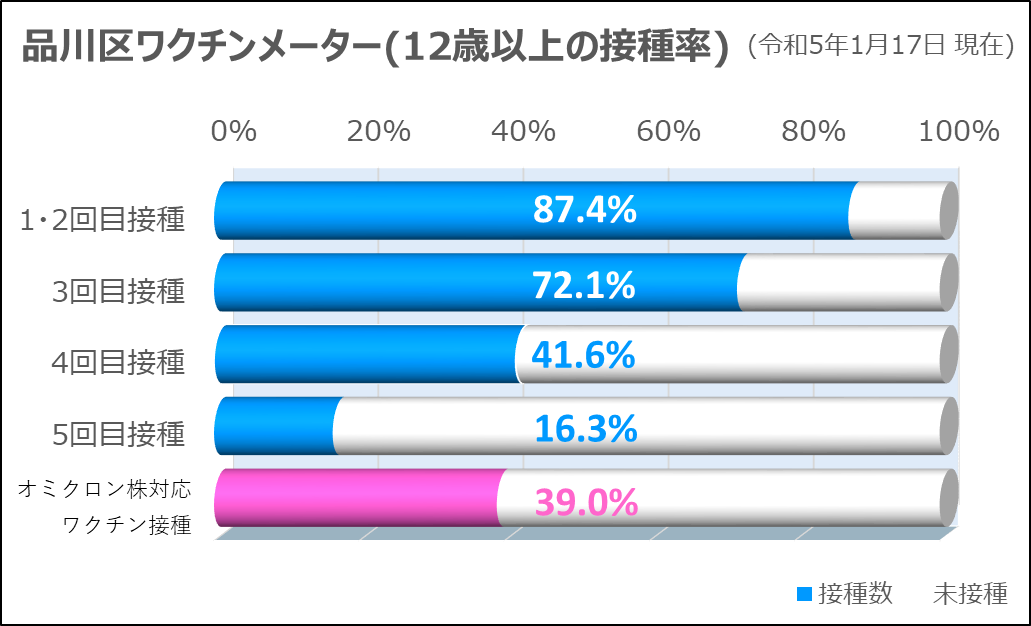 品川区ワクチンメーター(12歳以上の接種率) (令和5年1月17日 現在)
0% 20% 40% 60% 80% 100%
1・2回目接種 87.4%
3回目接種 72.1%
4回目接種 41.6%
5回目接種 16.3%
オミクロン株対応
ワクチン接種 39.0%
接種数 未接種